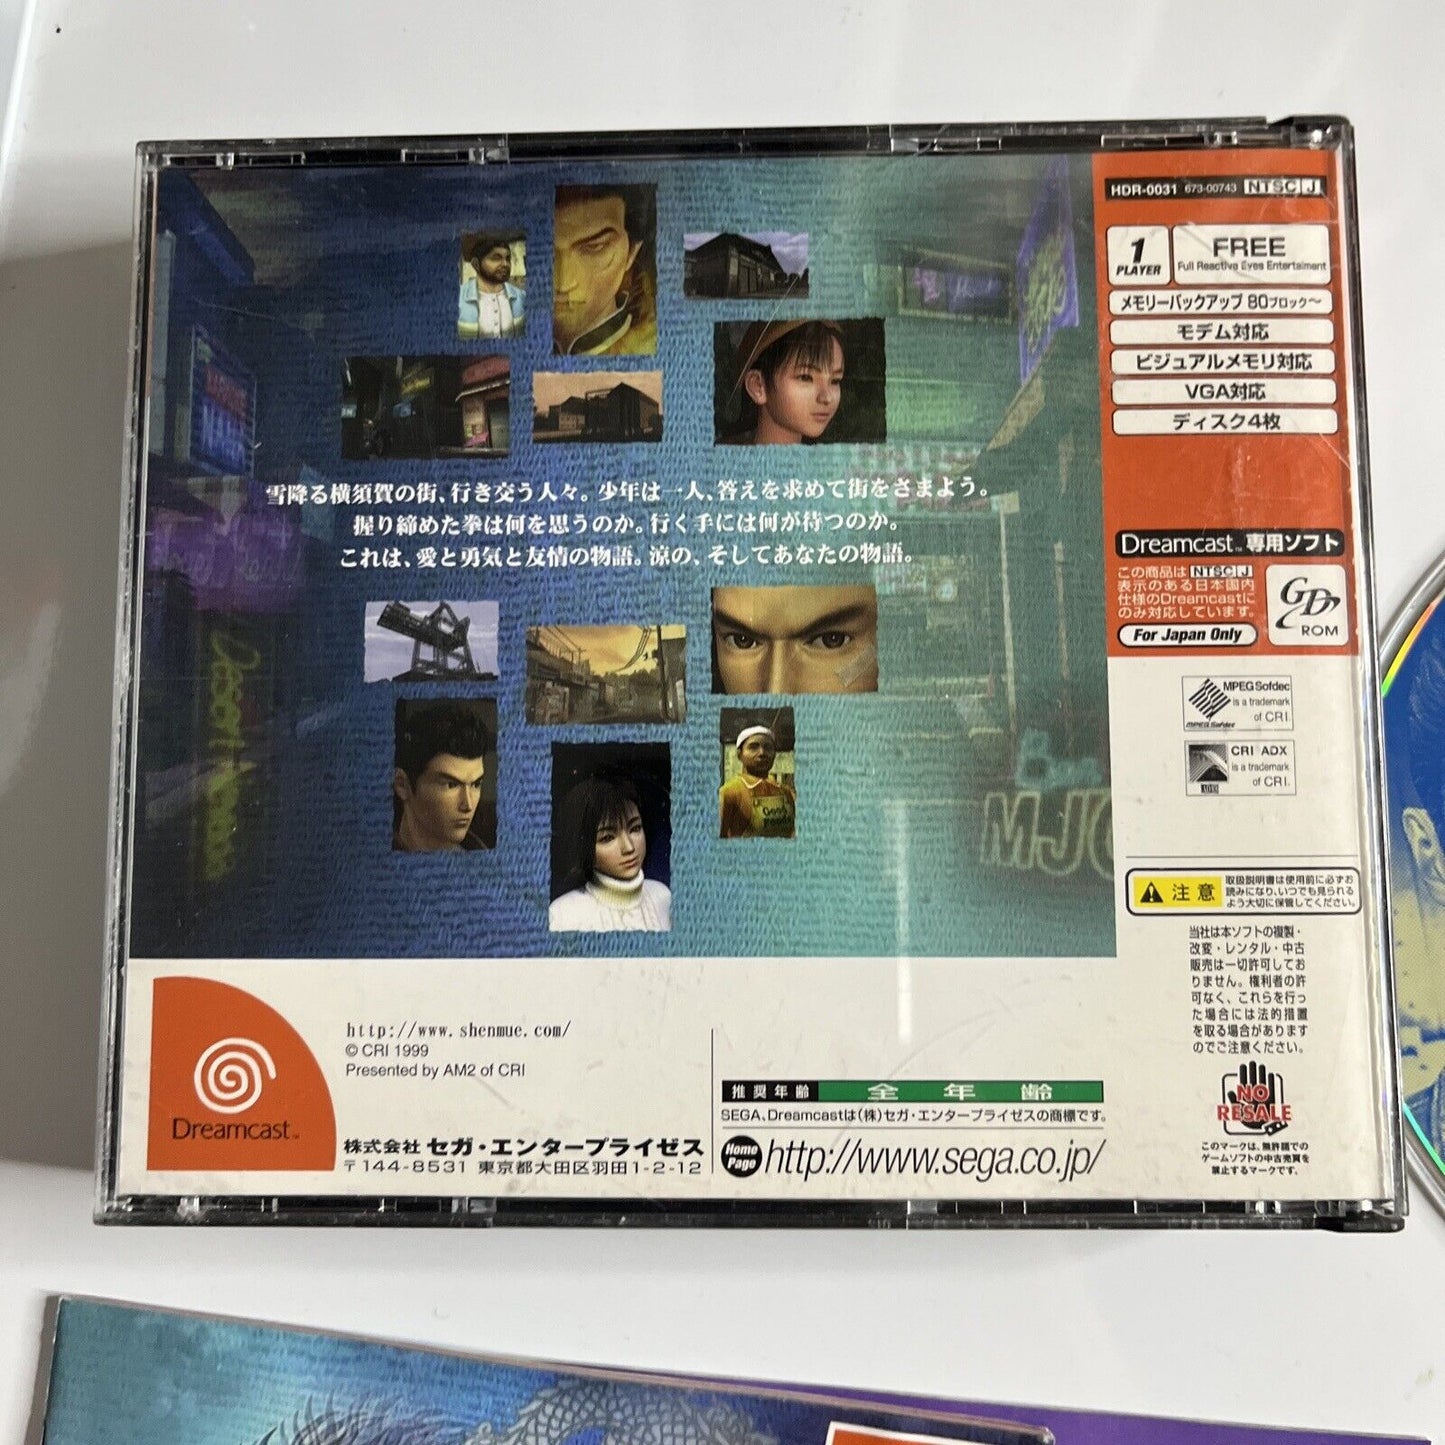 HDR-0031 673-00743 NTSC J
1 PLAYER
FREE
Full Reactive Eyes Entertaiment
メモリーバックアップ 80ブロック〜
モデム対応
ビジュアルメモリ対応
VGA対応
ディスク4枚
雪降る横須賀の街、行き交う人々。少年は一人、答えを求めて街をさまよう。
握り締めた拳は何を思うのか。行く手には何が待つのか。
これは、愛と勇気と友情の物語。涼の、そしてあなたの物語。
Dreamcast™専用ソフト
この商品は NTSC J
表示のある日本国内
仕様のDreamcastに
のみ対応しています。
For Japan Only
GD
ROM
MPEG Sofdec
is a trademark
of CRI.
MPEG Sofdec
CRI ADX
is a trademark
of CRI.
ADX
注意
取扱説明書は使用前に必ずお
読みになり、いつでも見られる
よう大切に保管してください。
当社は本ソフトの複製・
改変・レンタル・中古
販売は一切許可してお
りません。権利者の許
可なく、これらを行っ
た場合には法的措置
を取る場合があります
のでご注意ください。
NO
RESALE
このマークは、無許諾での
ゲームソフトの中古売買を
禁止するマークです。
MJQ
Good
http://www.shenmue.com/
© CRI 1999
Presented by AM2 of CRI
Dreamcast™
株式会社 セガ・エンタープライゼス
〒144-8531 東京都大田区羽田1-2-12
推奨年齢 全年齢
SEGA、Dreamcastは(株)セガ・エンタープライゼスの商標です。
Home Page http://www.sega.co.jp/